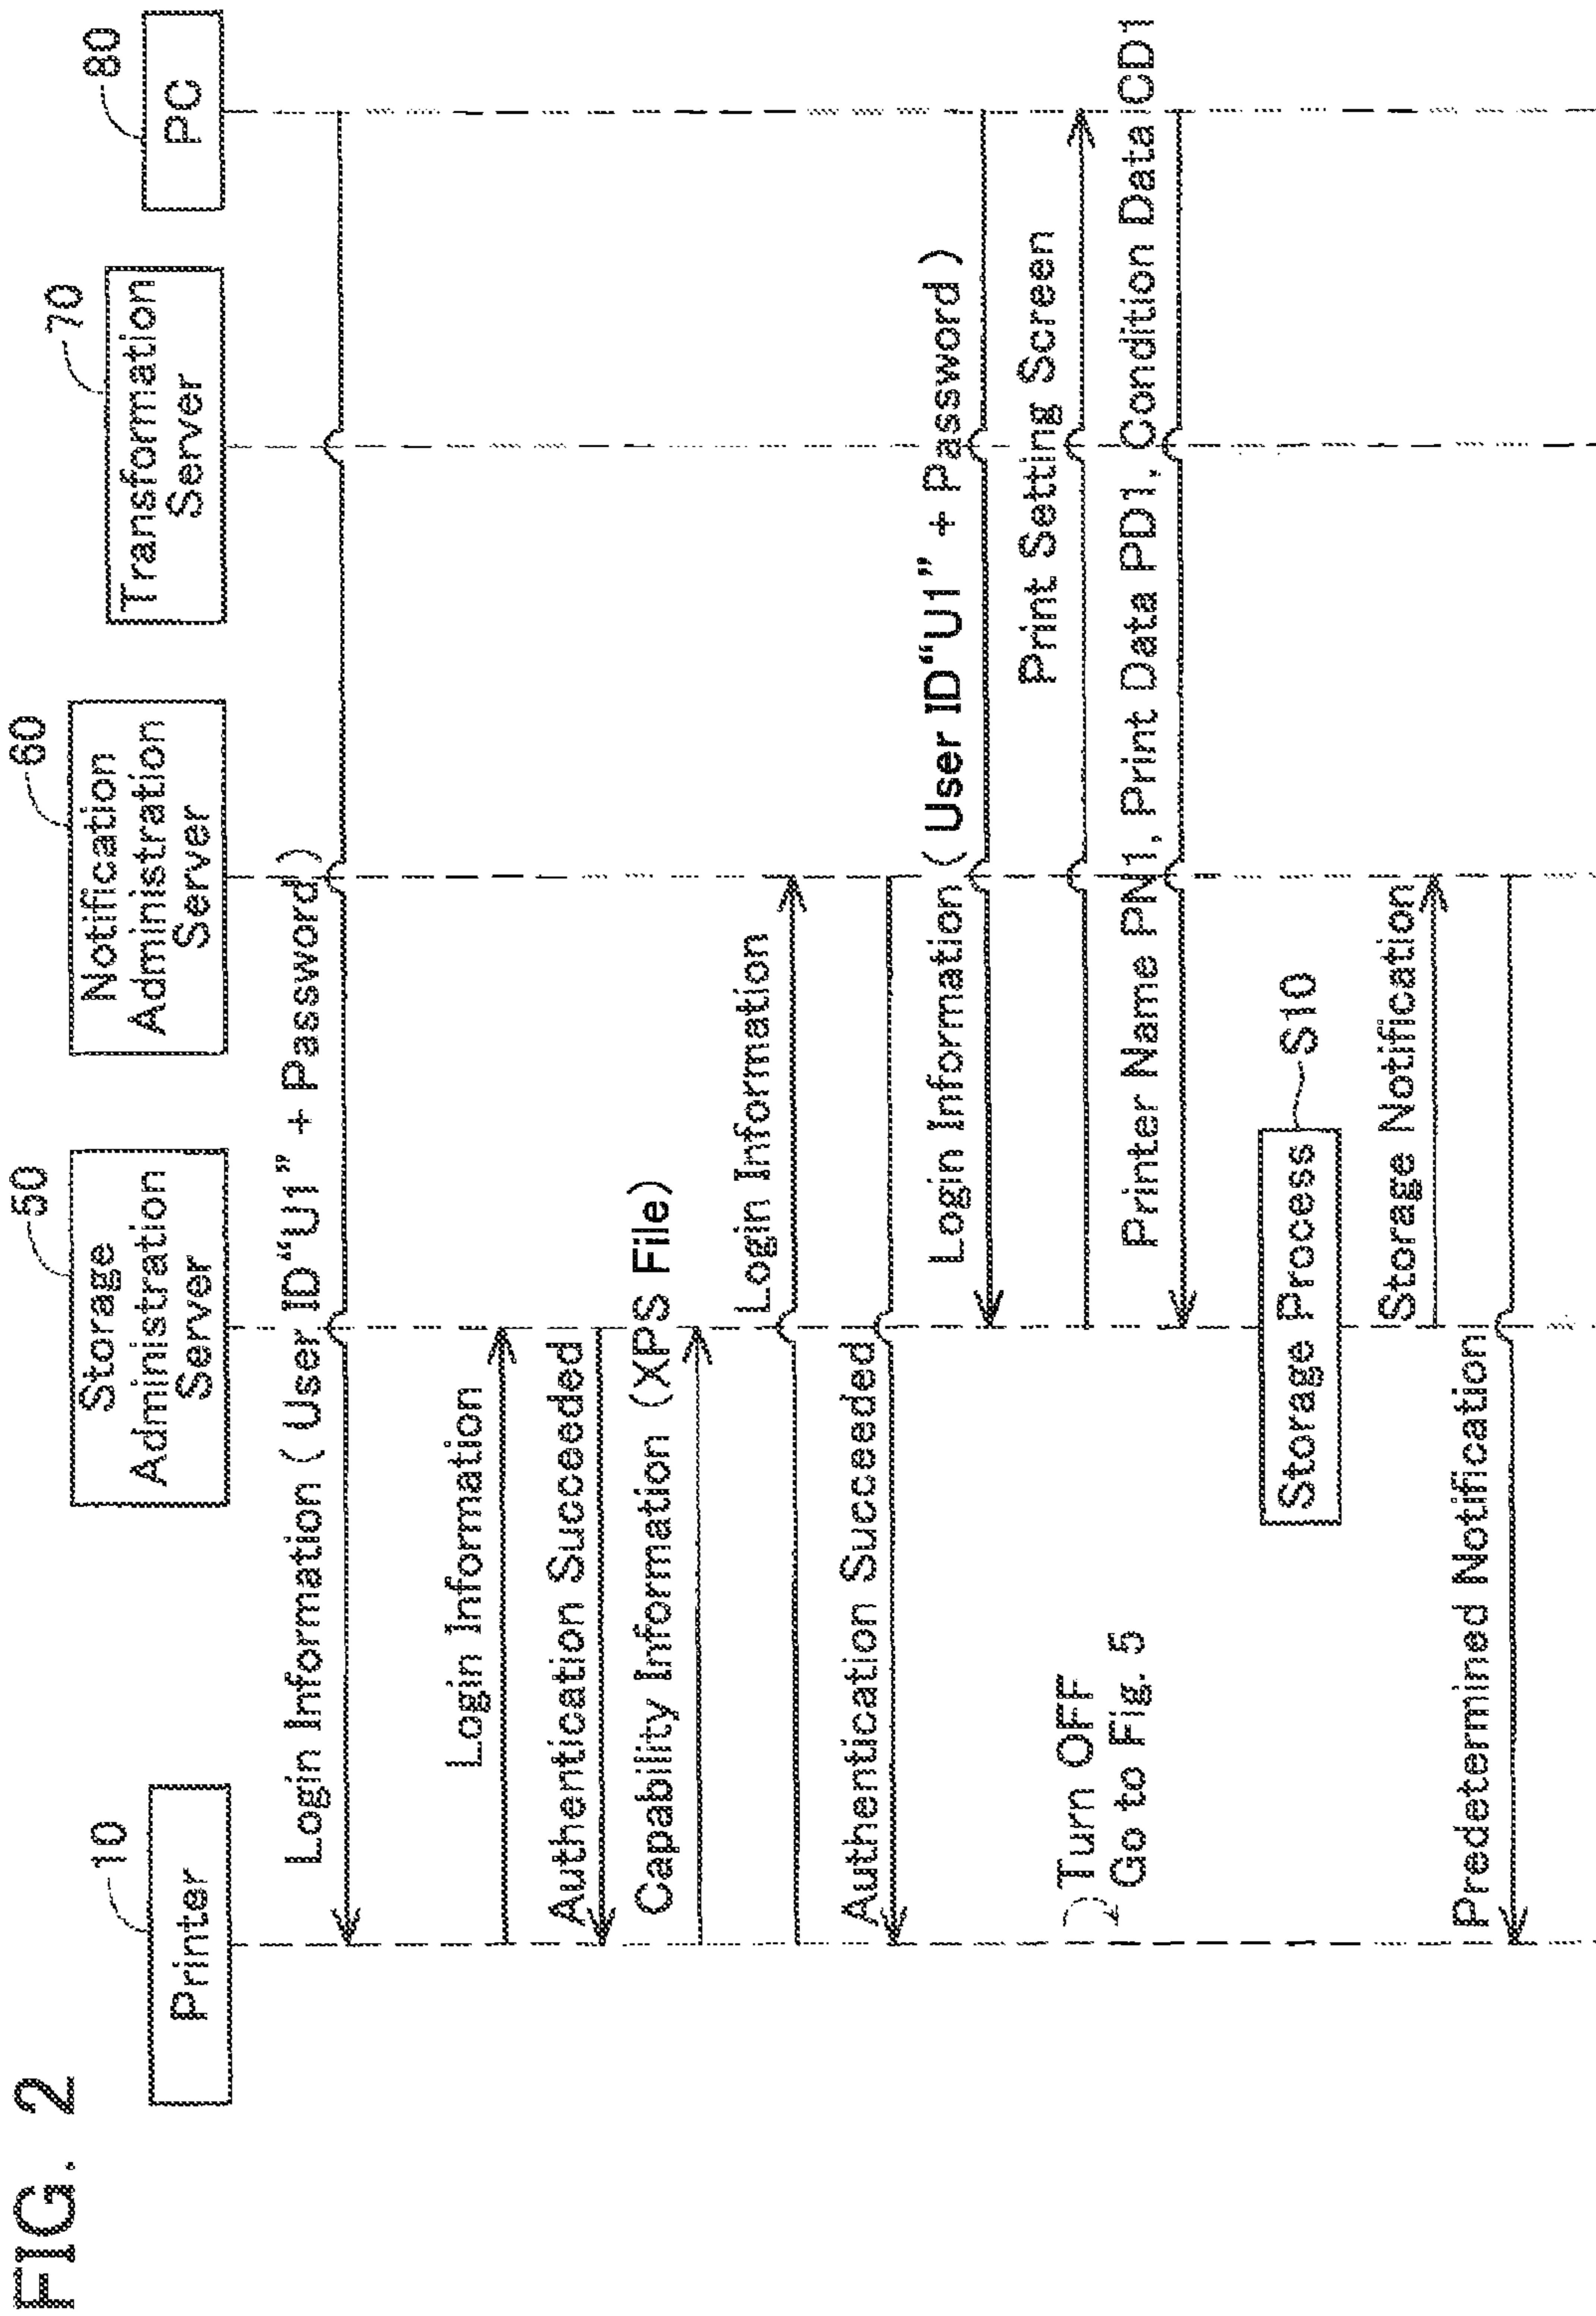 FIG. 2
10
50
60
70
80
Printer
Storage
Administration
Server
Notification
Administration
Server
Transformation
Server
PC
Login Information ( User ID“U1” + Password )
Login Information
Authentication Succeeded
Capability Information (XPS File)
Login Information
Authentication Succeeded
Login Information ( User ID“U1” + Password )
Print Setting Screen
Turn OFF
Go to Fig. 5
Printer Name PN1, Print Data PD1, Condition Data CD1
Storage Process
S10
Storage Notification
Predetermined Notification